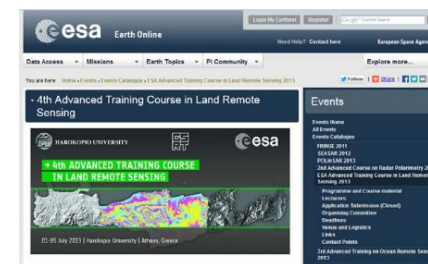 Login My Earthnet
Register
esa
Earth Online
Need Help? Contact here
European Space Agen
Data Access
Missions
Earth Topics
PI Community
Explore more...
You are here Home » Events » Events Catalogue » ESA Advanced Training Course in Land Remote Sensing 2013
Follow
Share
4th Advanced Training Course in Land Remote
Sensing
HAROKOPIO UNIVERSITY
esa
→ 4th ADVANCED TRAINING COURSE
IN LAND REMOTE SENSING
01-05 July 2013 | Harokopio University | Athens, Greece
Events
Events Home
All Events
Events Catalogue
FRINGE 2011
SEASAR 2012
POLinSAR 2013
2nd Advanced Course on Radar Polarimetry 2
ESA Advanced Training Course in Land Remote
Sensing 2013
Programme and Course material
Lecturers
Application Submission (Closed)
Organising Committee
Deadlines
Venue and Logistics
Links
Contact Points
3rd Advanced Training on Ocean Remote Sens
2013